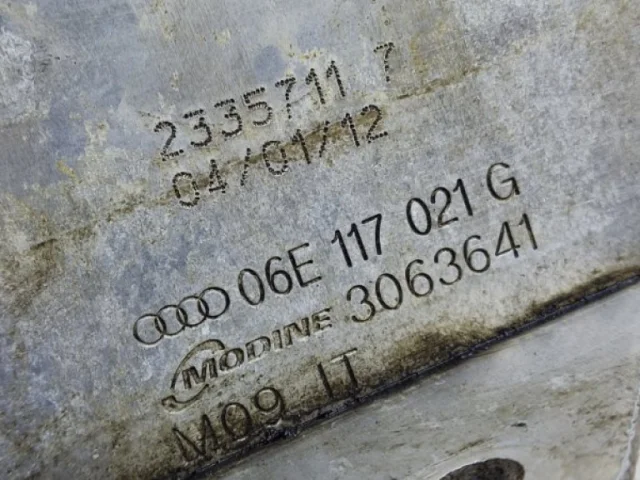 2335711 7
04/01/12
06E 117 021 G
MODINE 3063641
M09 IT